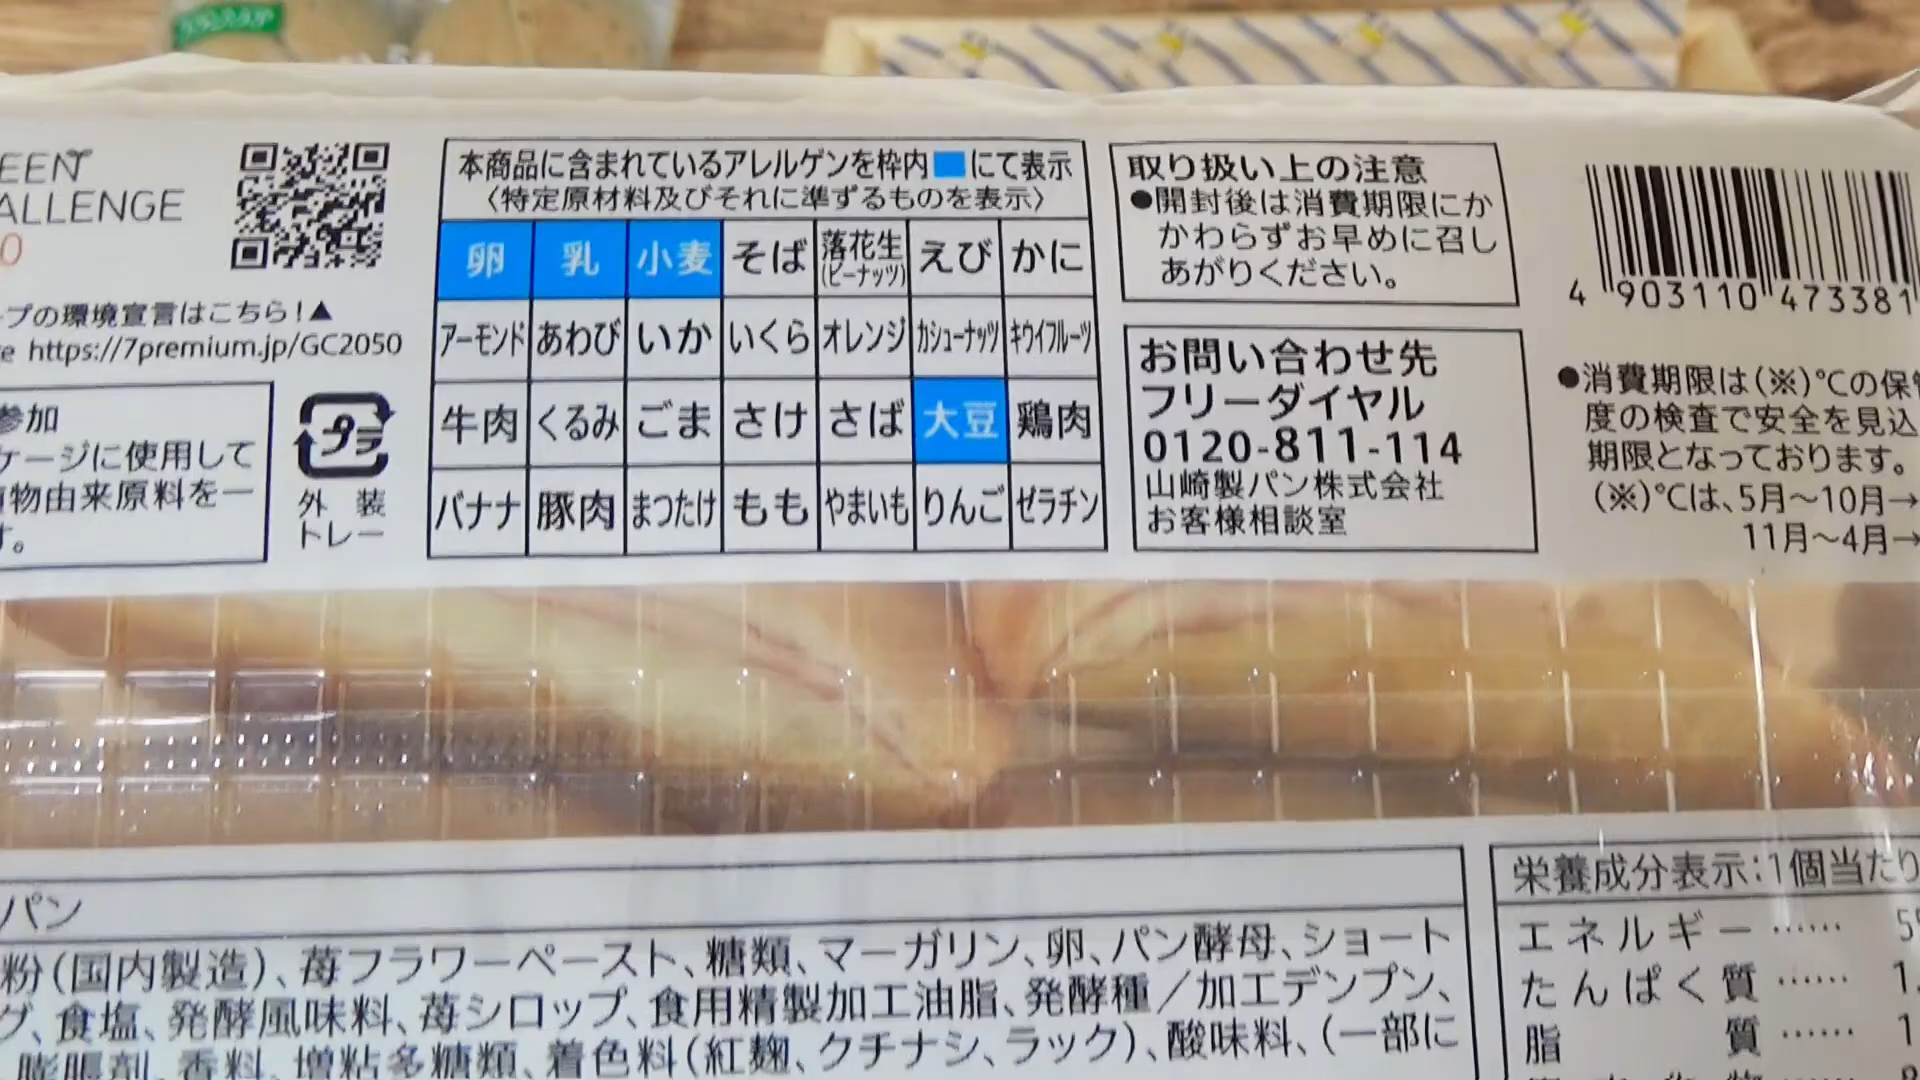 EEN
ALLENGE
0
プの環境宣言はこちら!▲
https://7premium.jp/GC2050
参加
ケージに使用して
物由来原料を一
す。
プラ
外装
トレー
本商品に含まれているアレルゲンを枠内■にて表示
〈特定原材料及びそれに準ずるものを表示〉
卵 乳 小麦 そば 落花生(ピーナッツ) えび かに
アーモンド あわび いか いくら オレンジ カシューナッツ キウイフルーツ
牛肉 くるみ ごま さけ さば 大豆 鶏肉
バナナ 豚肉 まつたけ もも やまいも りんご ゼラチン
取り扱い上の注意
●開封後は消費期限にか
かわらずお早めに召し
あがりください。
お問い合わせ先
フリーダイヤル
0120-811-114
山崎製パン株式会社
お客様相談室
4 903110 473381
●消費期限は(※)℃の保
度の検査で安全を見込
期限となっております。
(※)℃は、5月〜10月→
11月〜4月→
パン
粉(国内製造)、苺フラワーペースト、糖類、マーガリン、卵、パン酵母、ショート
グ、食塩、発酵風味料、苺シロップ、食用精製加工油脂、発酵種/加工デンプン、
膨脹剤、香料、増粘多糖類、着色料(紅麹、クチナシ、ラック)、酸味料、(一部に
栄養成分表示:1個当たり
エネルギー……
たんぱく質……
脂質……